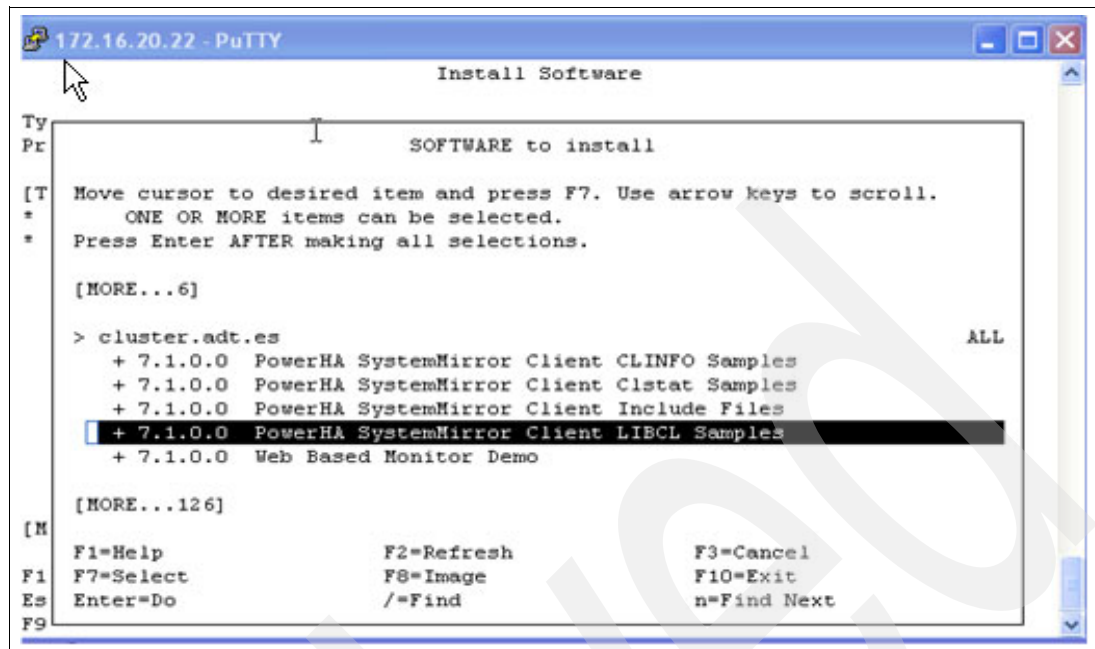 172.16.20.22 - PuTTY
Install Software
Ty
Pr
SOFTWARE to install
[T
Move cursor to desired item and press F7. Use arrow keys to scroll.
*
ONE OR MORE items can be selected.
*
Press Enter AFTER making all selections.
[MORE...6]
> cluster.adt.es ALL
+ 7.1.0.0 PowerHA SystemMirror Client CLINFO Samples
+ 7.1.0.0 PowerHA SystemMirror Client Clstat Samples
+ 7.1.0.0 PowerHA SystemMirror Client Include Files
+ 7.1.0.0 PowerHA SystemMirror Client LIBCL Samples
+ 7.1.0.0 Web Based Monitor Demo
[MORE...126]
[M
F1=Help F2=Refresh F3=Cancel
F1
F7=Select F8=Image F10=Exit
Es
Enter=Do /=Find n=Find Next
F9